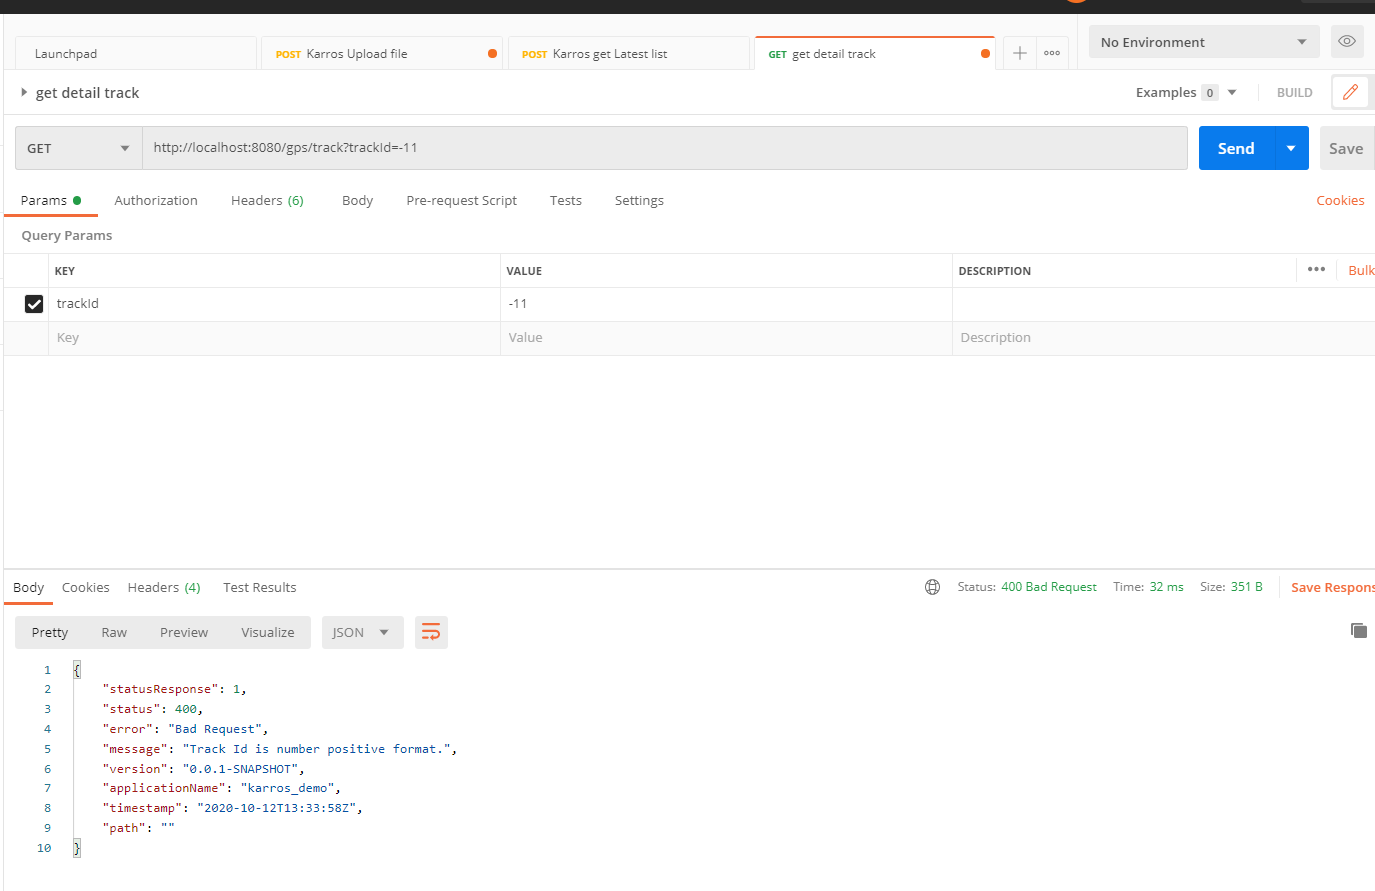 Launchpad
POST Karros Upload file
POST Karros get Latest list
GET get detail track
No Environment
get detail track
Examples 0
BUILD
GET
http://localhost:8080/gps/track?trackId=-11
Send
Save
Params
Authorization
Headers (6)
Body
Pre-request Script
Tests
Settings
Cookies
Query Params
KEY
VALUE
DESCRIPTION
Bulk
trackId
-11
Key
Value
Description
Body
Cookies
Headers (4)
Test Results
Status: 400 Bad Request
Time: 32 ms
Size: 351 B
Save Respons
Pretty
Raw
Preview
Visualize
JSON
1 {
2 "statusResponse": 1,
3 "status": 400,
4 "error": "Bad Request",
5 "message": "Track Id is number positive format.",
6 "version": "0.0.1-SNAPSHOT",
7 "applicationName": "karros_demo",
8 "timestamp": "2020-10-12T13:33:58Z",
9 "path": ""
10 }